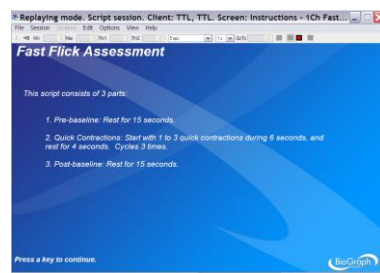 Replaying mode. Script session. Client: TTL, TTL. Screen: Instructions - 1Ch Fast...
File Session Screen Edit Options View Help
Fast Flick Assessment
This script consists of 3 parts:
1. Pre-baseline: Rest for 15 seconds.
2. Quick Contractions: Start with 1 to 3 quick contractions during 6 seconds, and
rest for 4 seconds. Cycles 3 times.
3. Post-baseline: Rest for 15 seconds.
Press a key to continue.
BioGraph